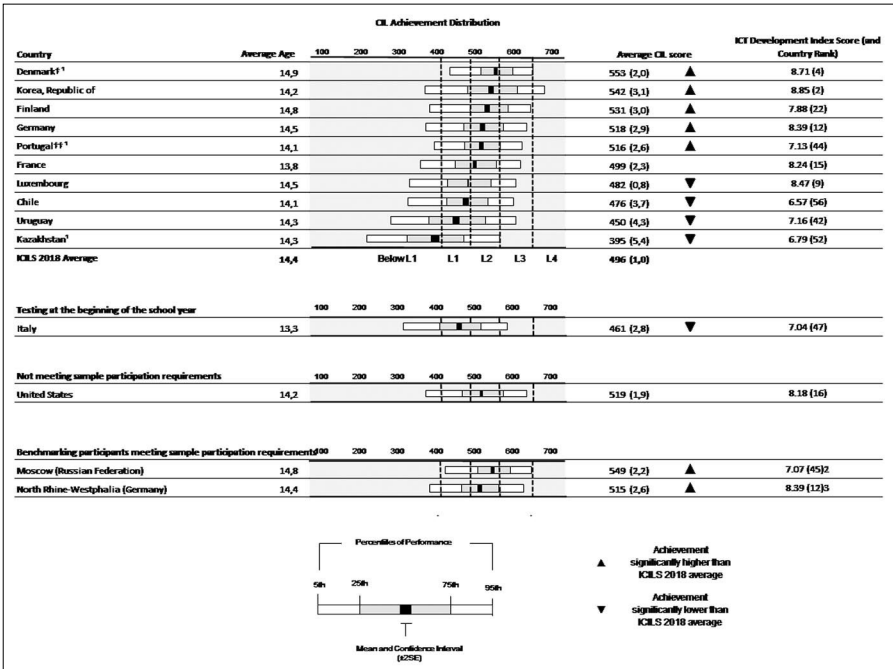 CIL Achievement Distribution
Country Average Age 100 200 300 400 500 600 700 Average CIL score ICT Development Index Score (and Country Rank)
Denmark†¹ 14,9 553 (2,0) ▲ 8.71 (4)
Korea, Republic of 14,2 542 (3,1) ▲ 8.85 (2)
Finland 14,8 531 (3,0) ▲ 7.88 (22)
Germany 14,5 518 (2,9) ▲ 8.39 (12)
Portugal††¹ 14,1 516 (2,6) ▲ 7.13 (44)
France 13,8 499 (2,3) 8.24 (15)
Luxembourg 14,5 482 (0,8) ▼ 8.47 (9)
Chile 14,1 476 (3,7) ▼ 6.57 (56)
Uruguay 14,3 450 (4,3) ▼ 7.16 (42)
Kazakhstan¹ 14,3 395 (5,4) ▼ 6.79 (52)
ICILS 2018 Average 14,4 Below L1 L1 L2 L3 L4 496 (1,0)
Testing at the beginning of the school year 100 200 300 400 500 600 700
Italy 13,3 461 (2,8) ▼ 7.04 (47)
Not meeting sample participation requirements 100 200 300 400 500 600 700
United States 14,2 519 (1,9) 8.18 (16)
Benchmarking participants meeting sample participation requirements 100 200 300 400 500 600 700
Moscow (Russian Federation) 14,8 549 (2,2) ▲ 7.07 (45)2
North Rhine-Westphalia (Germany) 14,4 515 (2,6) ▲ 8.39 (12)3
Percentiles of Performance
5th 25th 75th 95th
Mean and Confidence Interval
(±2SE)
▲ Achievement
significantly higher than
ICILS 2018 average
▼ Achievement
significantly lower than
ICILS 2018 average